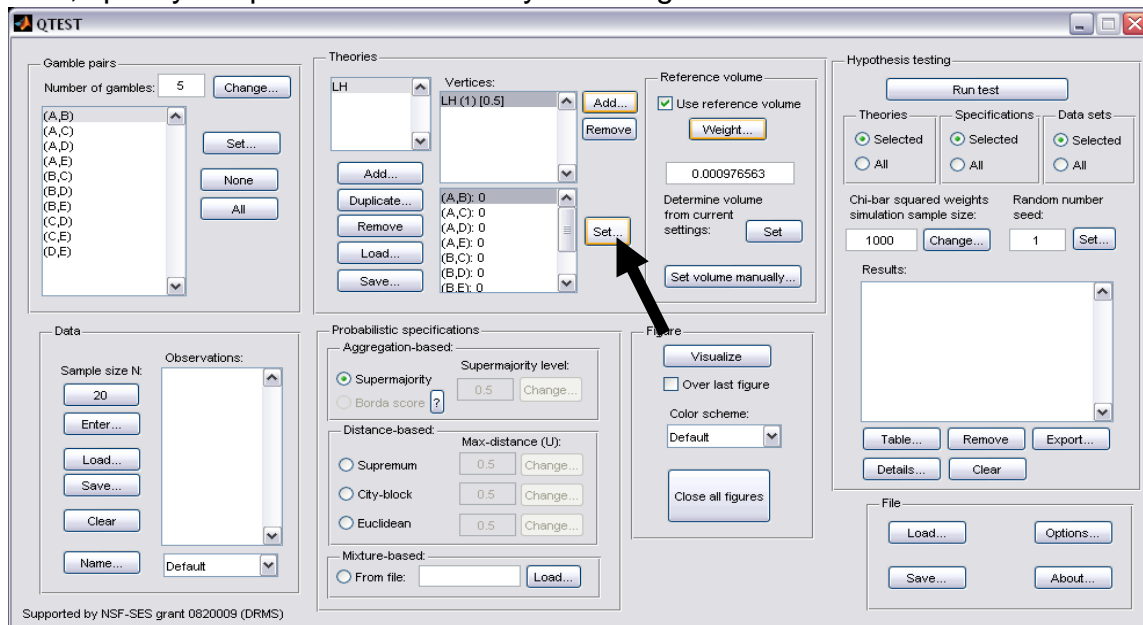 QTEST
Gamble pairs
Number of gambles: 5 Change...
(A,B)
(A,C)
(A,D)
(A,E)
(B,C)
(B,D)
(B,E)
(C,D)
(C,E)
(D,E)
Set...
None
All
Theories
LH
Add...
Duplicate...
Remove
Load...
Save...
Vertices:
LH (1) [0.5]
Add...
Remove
(A,B): 0
(A,C): 0
(A,D): 0
(A,E): 0
(B,C): 0
(B,D): 0
(B,E): 0
Set...
Reference volume
Use reference volume
Weight...
0.000976563
Determine volume
from current
settings: Set
Set volume manually...
Hypothesis testing
Run test
Theories
Selected
All
Specifications
Selected
All
Data sets
Selected
All
Chi-bar squared weights
simulation sample size:
1000 Change...
Random number
seed:
1 Set...
Results:
Table... Remove Export...
Details... Clear
Data
Sample size N:
20
Enter...
Load...
Save...
Clear
Name...
Observations:
Default
Probabilistic specifications
Aggregation-based:
Supermajority level:
Supermajority 0.5 Change...
Borda score ?
Distance-based:
Max-distance (U):
Supremum 0.5 Change...
City-block 0.5 Change...
Euclidean 0.5 Change...
Mixture-based:
From file: Load...
Visualize
Over last figure
Color scheme:
Default
Close all figures
File
Load... Options...
Save... About...
Supported by NSF-SES grant 0820009 (DRMS)